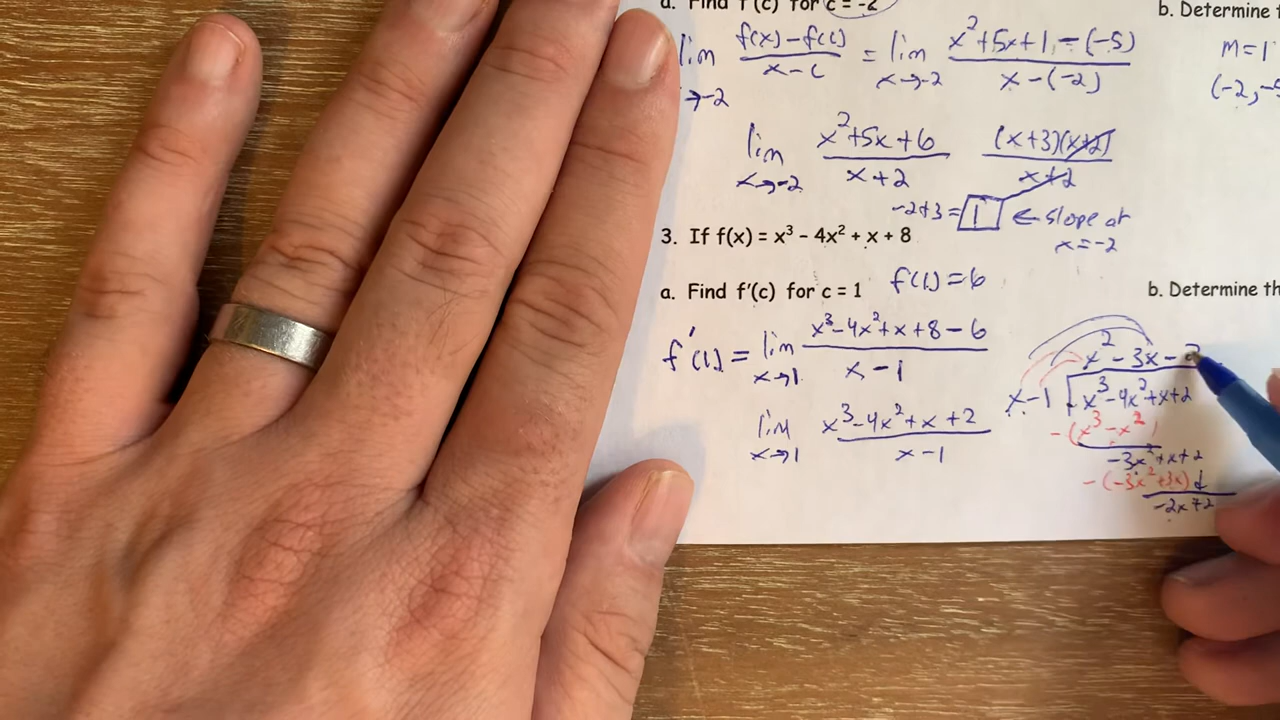 a. Find f'(c) for c = -2
b. Determine t
lim f(x)-f(c) / x-c = lim x²+5x+1-(-5) / x-(-2)
→-2 x→-2
m=1
(-2,-5
lim x²+5x+6 / x+2 (x+3)(x+2) / x+2
x→-2
-2+3= 1 ← slope at
x=-2
3. If f(x) = x³ - 4x² + x + 8
a. Find f'(c) for c = 1 f(1)=6
b. Determine th
f'(1) = lim x³-4x²+x+8-6 / x-1
x→1
lim x³-4x²+x+2 / x-1
x→1
x²-3x-
x-1 x³-4x²+x+2
-(x³-x²)
-3x²+x+2
-(-3x²+3x)↓
-2x+2